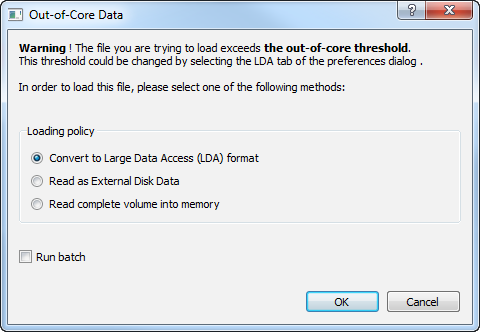 Out-of-Core Data
Warning ! The file you are trying to load exceeds the out-of-core threshold.
This threshold could be changed by selecting the LDA tab of the preferences dialog .
In order to load this file, please select one of the following methods:
Loading policy
Convert to Large Data Access (LDA) format
Read as External Disk Data
Read complete volume into memory
Run batch
OK Cancel